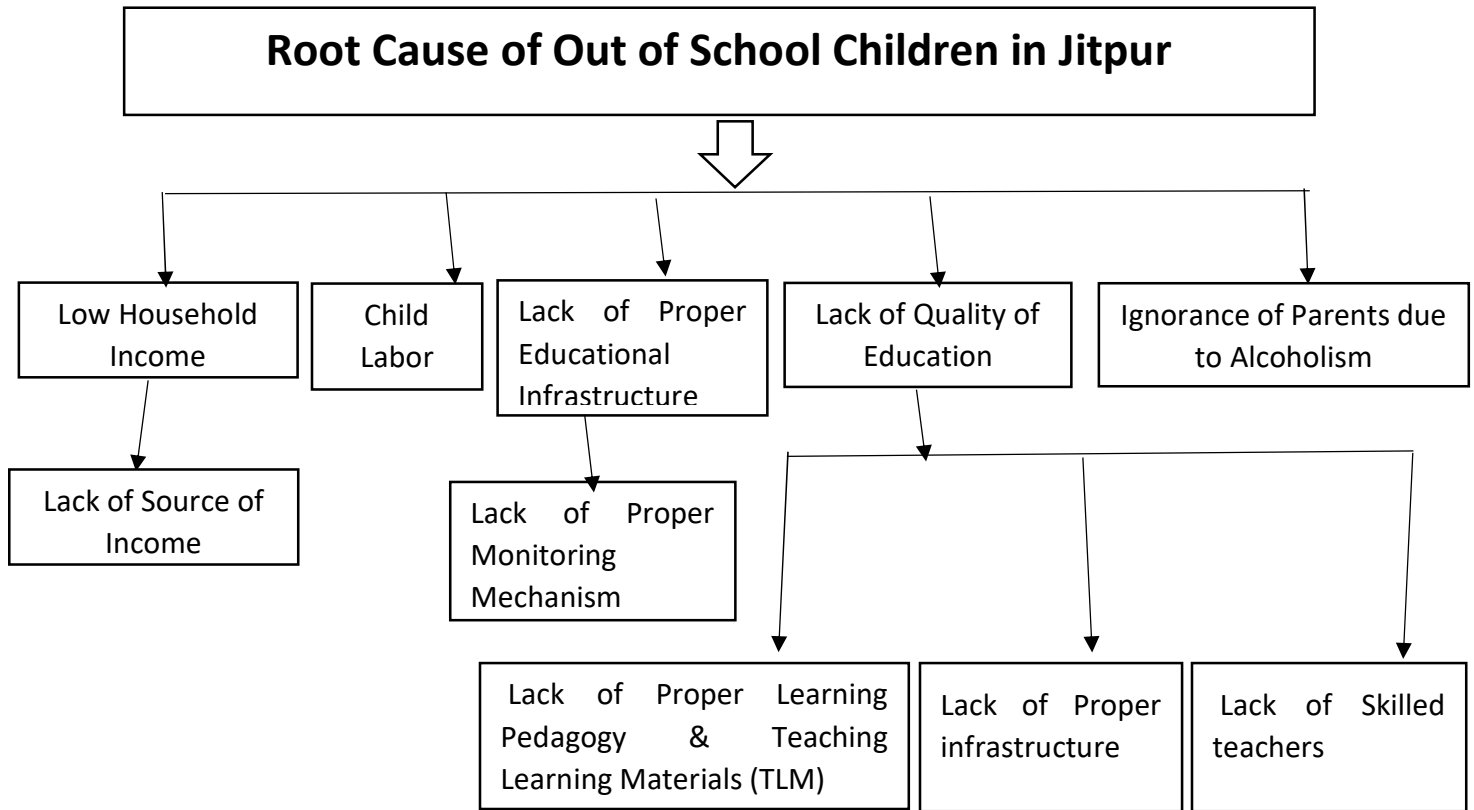 Root Cause of Out of School Children in Jitpur
Low Household
Income
Child
Labor
Lack of Proper
Educational
Infrastructure
Lack of Quality of
Education
Ignorance of Parents due
to Alcoholism
Lack of Source of
Income
Lack of Proper
Monitoring
Mechanism
Lack of Proper Learning
Pedagogy & Teaching
Learning Materials (TLM)
Lack of Proper
infrastructure
Lack of Skilled
teachers